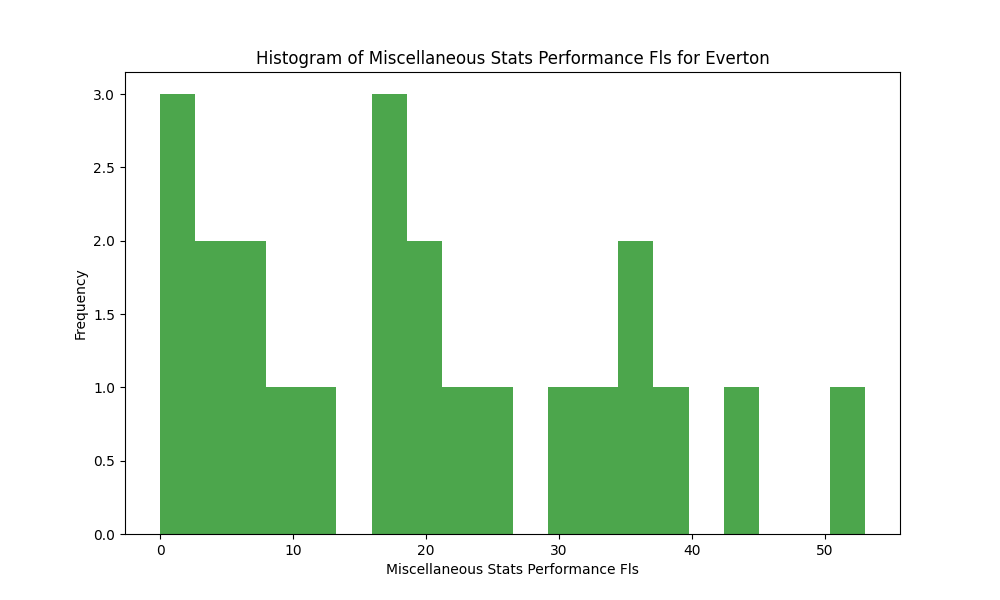 Histogram of Miscellaneous Stats Performance Fls for Everton
3.0
2.5
2.0
1.5
1.0
0.5
0.0
Frequency
0 10 20 30 40 50
Miscellaneous Stats Performance Fls